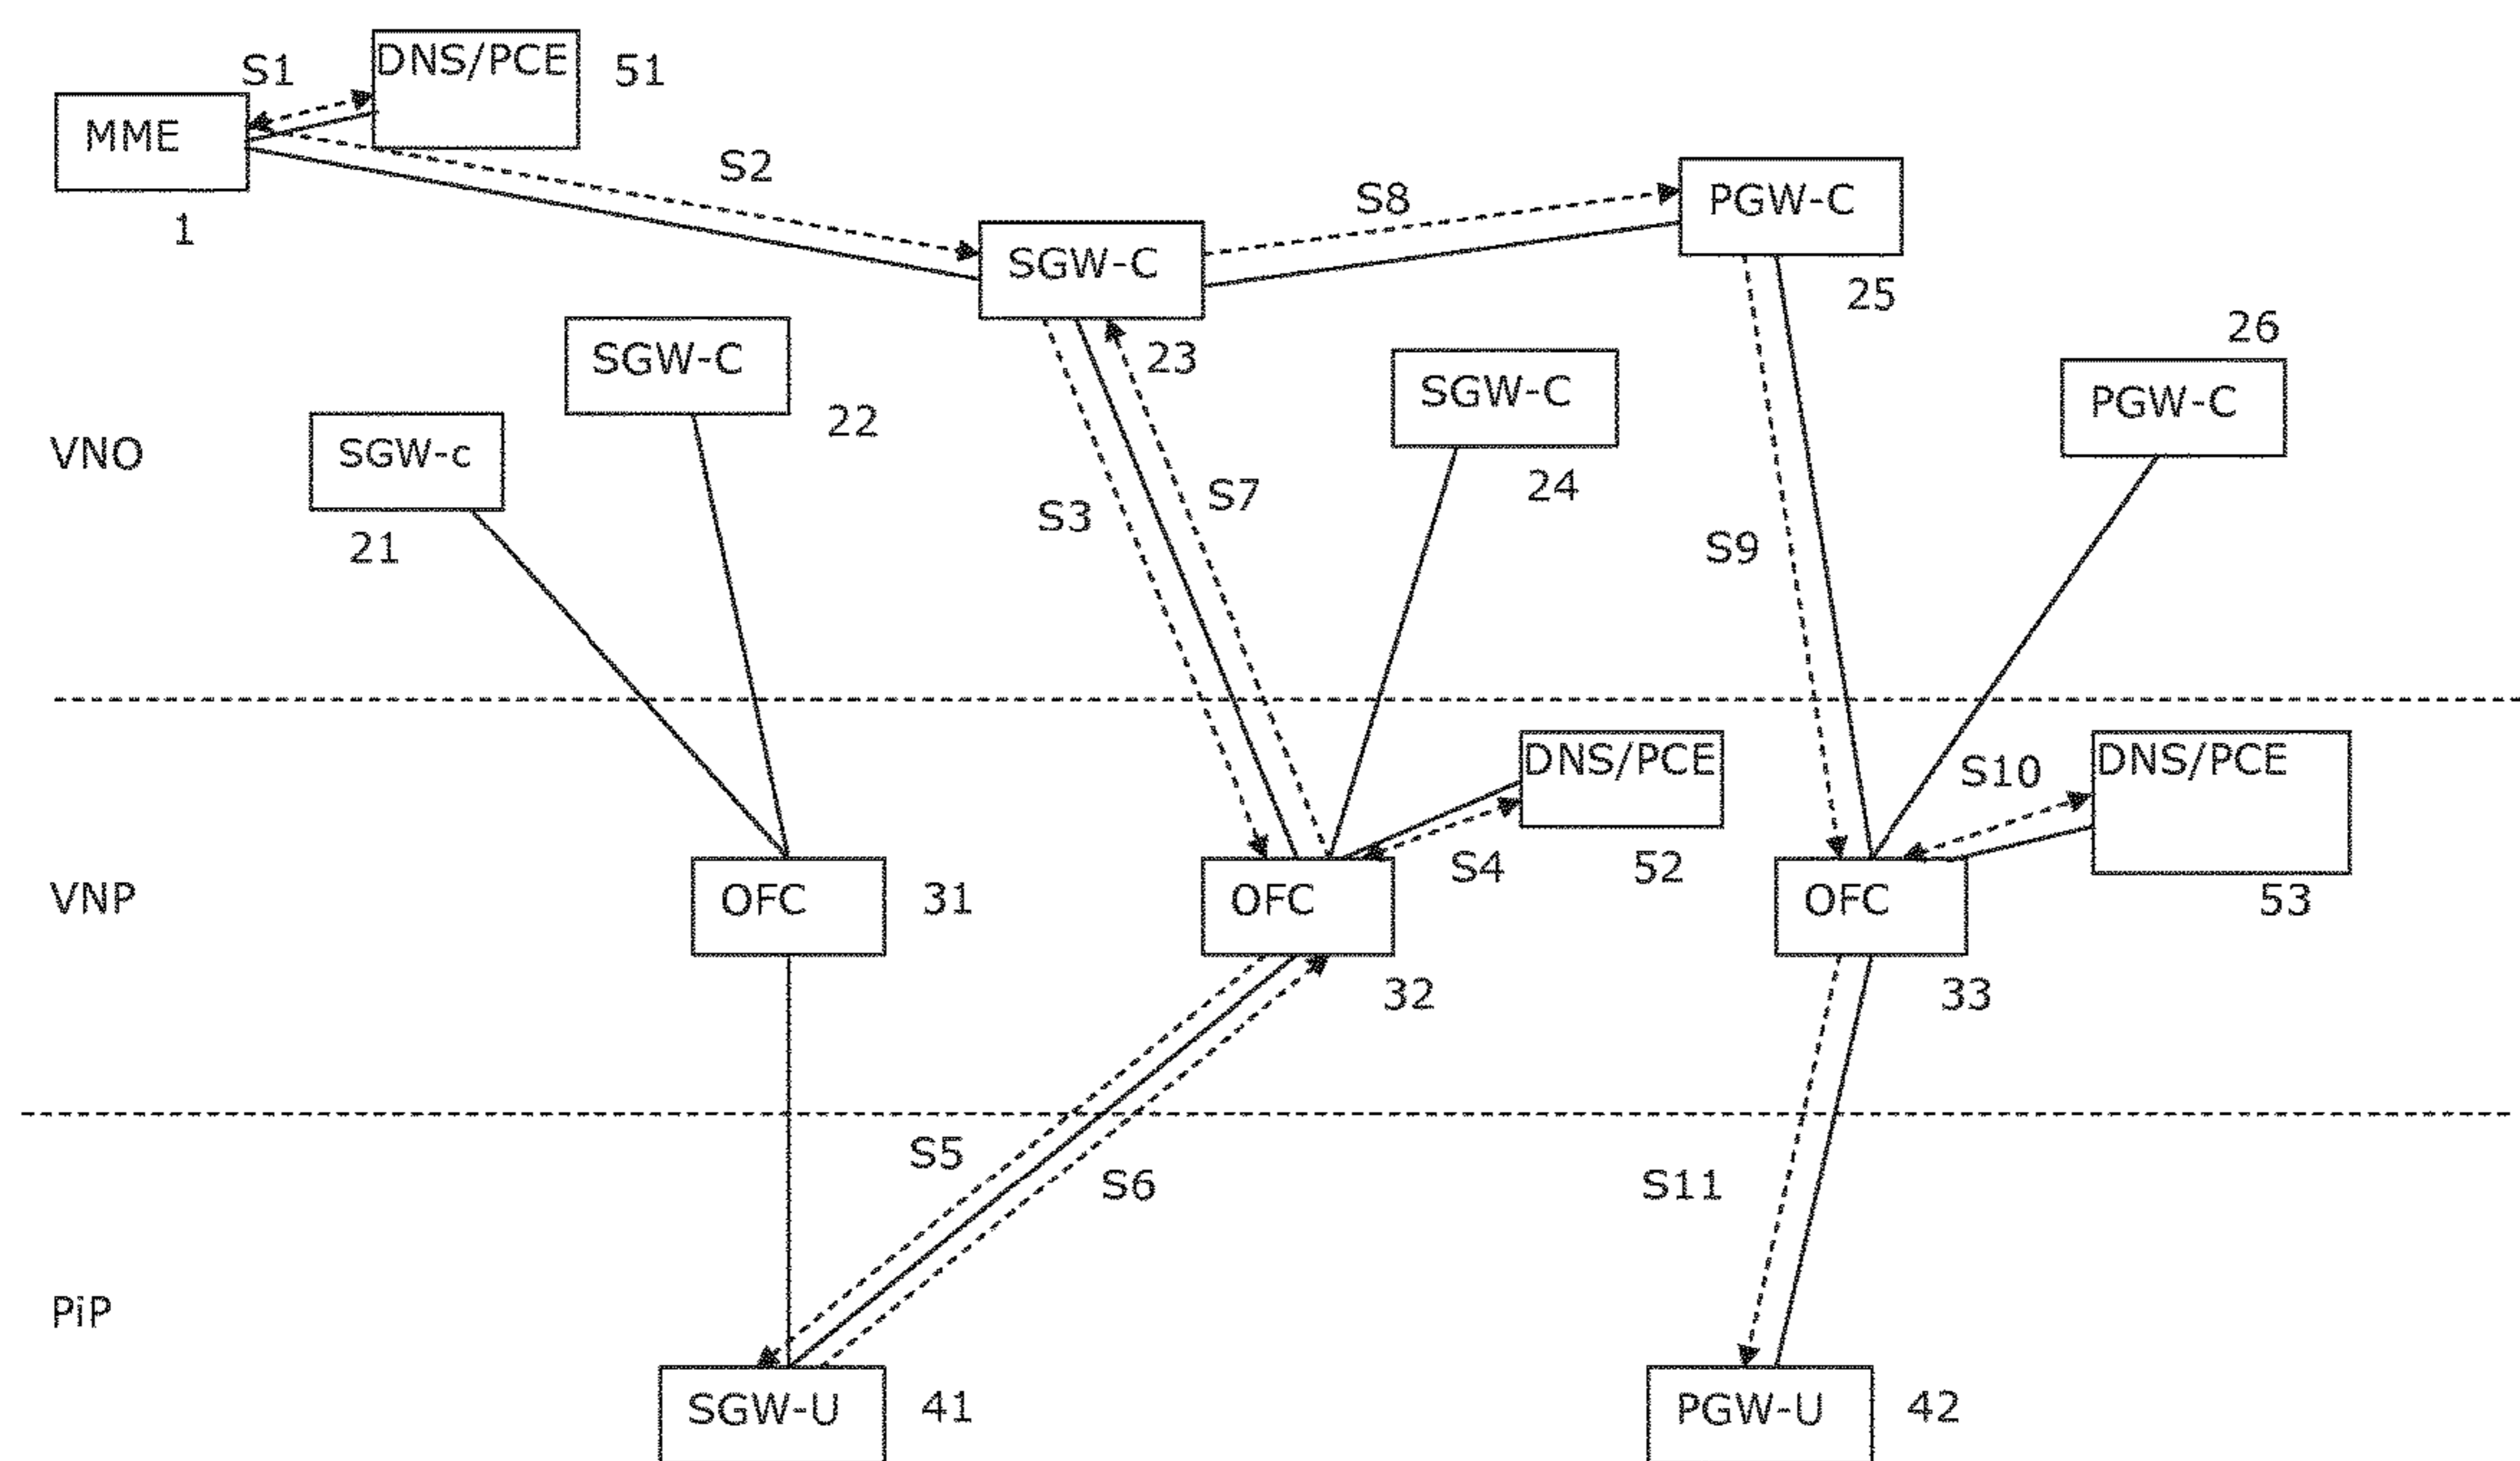 DNS/PCE
51
S1
MME
1
S2
S8
PGW-C
25
SGW-C
23
26
PGW-C
SGW-C
22
SGW-C
24
VNO
SGW-c
21
S3
S7
S9
DNS/PCE
52
S4
S10
DNS/PCE
53
VNP
OFC
31
OFC
32
OFC
33
S5
S6
S11
PiP
SGW-U
41
PGW-U
42